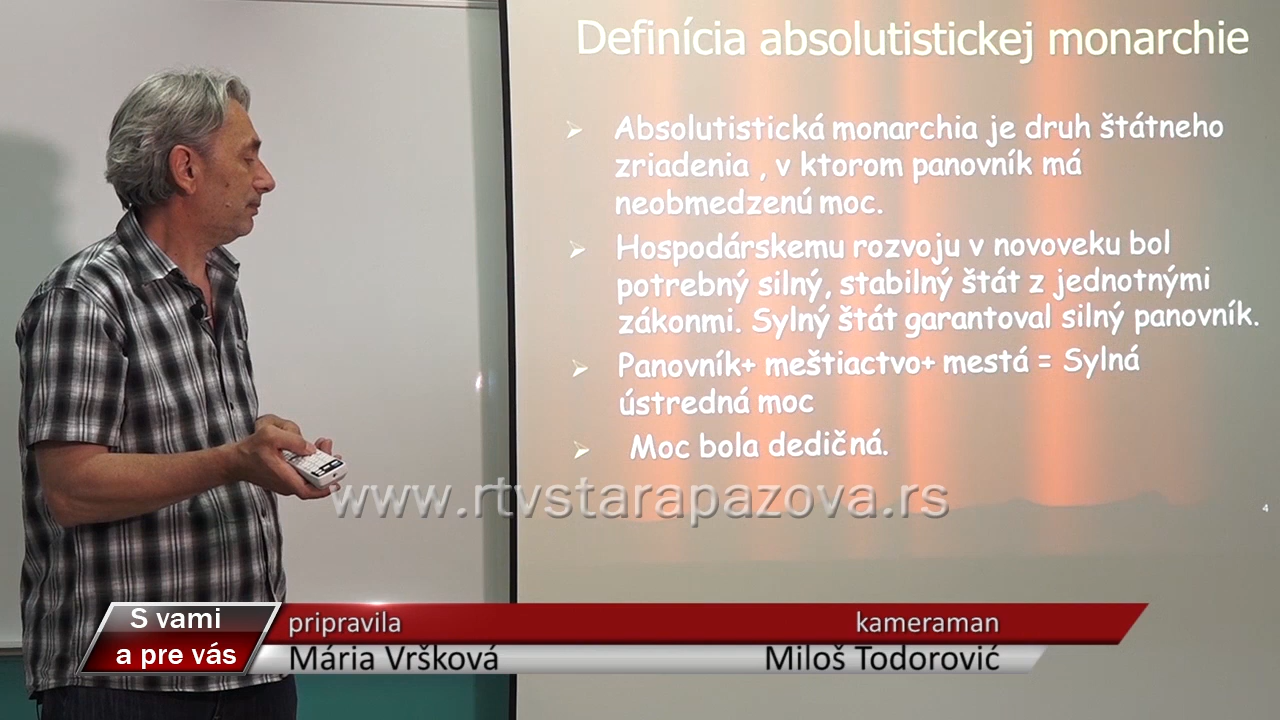 Definícia absolutistickej monarchie
Absolutistická monarchia je druh štátneho
zriadenia , v ktorom panovník má
neobmedzenú moc.
Hospodárskemu rozvoju v novoveku bol
potrebný silný, stabilný štát z jednotnými
zákonmi. Sylný štát garantoval silný panovník.
Panovník+ meštiactvo+ mestá = Sylná
ústredná moc
Moc bola dedičná.
www.rtvstarapazova.rs
4
S vami
a pre vás
pripravila
kameraman
Mária Vršková
Miloš Todorović